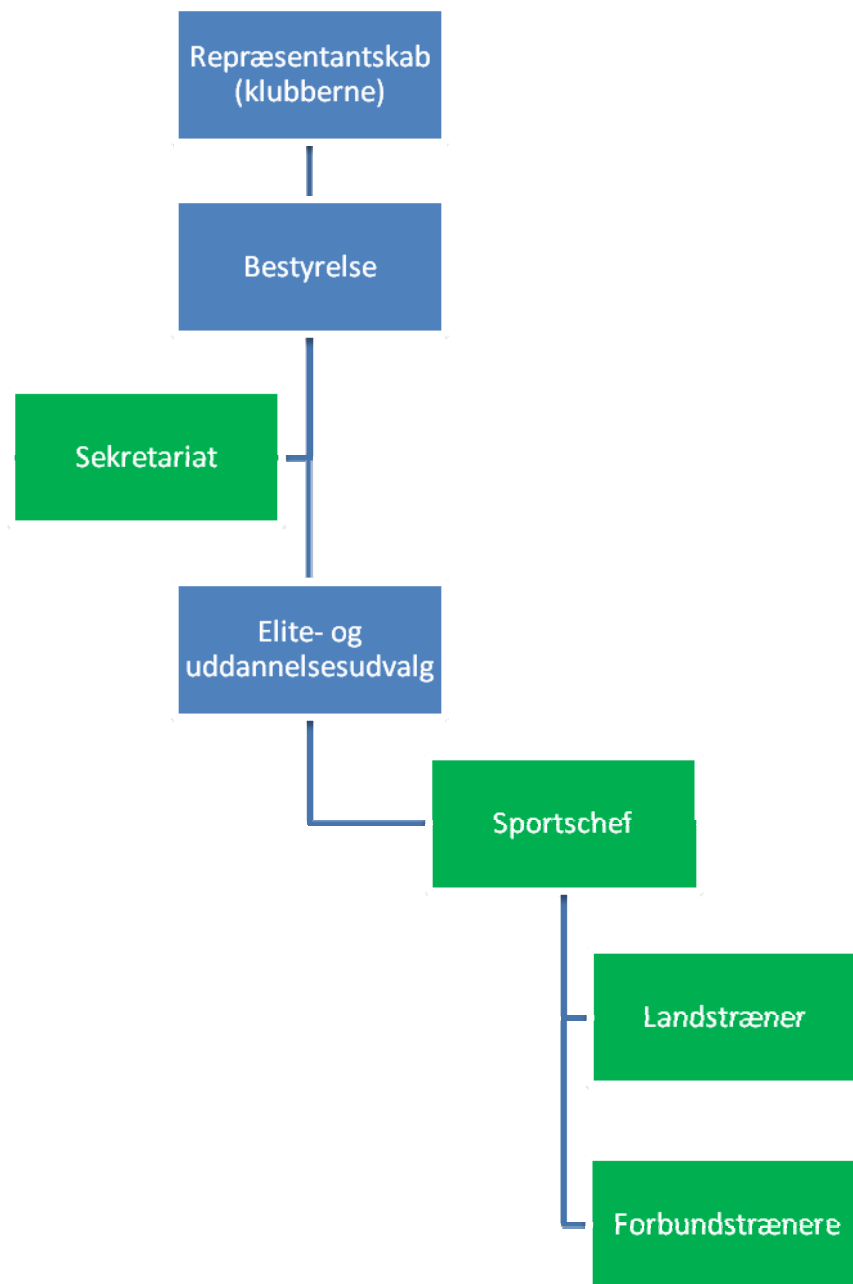 Repræsentantskab
(klubberne)
Bestyrelse
Sekretariat
Elite- og
uddannelsesudvalg
Sportschef
Landstræner
Forbundstrænere